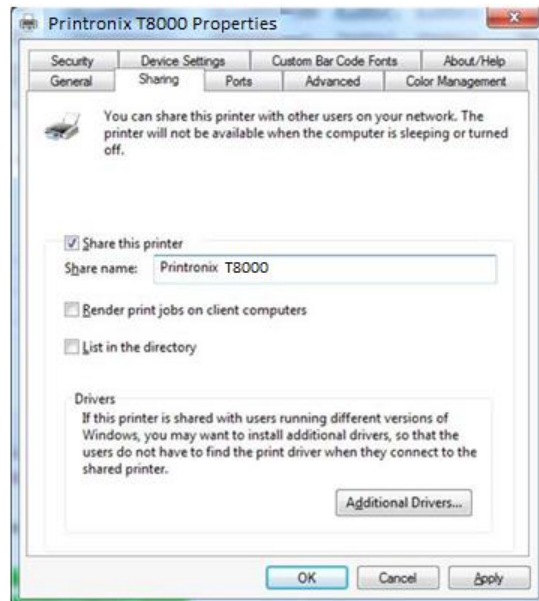 Printronix T8000 Properties
Security Device Settings Custom Bar Code Fonts About/Help
General Sharing Ports Advanced Color Management
You can share this printer with other users on your network. The
printer will not be available when the computer is sleeping or turned
off.
Share this printer
Share name: Printronix T8000
Render print jobs on client computers
List in the directory
Drivers
If this printer is shared with users running different versions of
Windows, you may want to install additional drivers, so that the
users do not have to find the print driver when they connect to the
shared printer.
Additional Drivers...
OK Cancel Apply